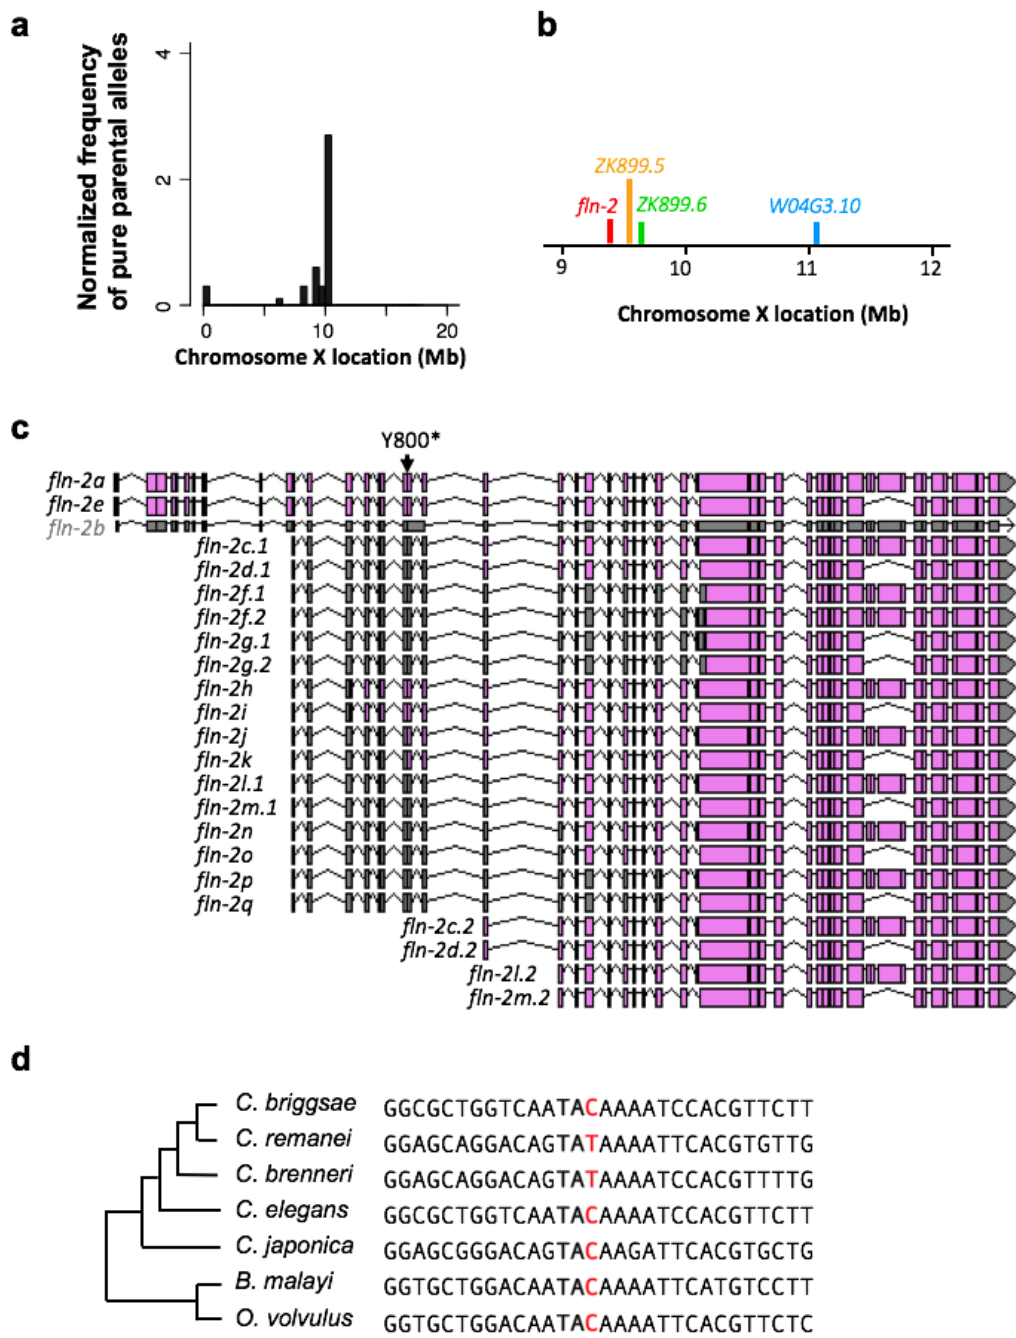 a
Normalized frequency
of pure parental alleles
4
2
0
0
10
20
Chromosome X location (Mb)
b
ZK899.5
fln-2
ZK899.6
W04G3.10
9
10
11
12
Chromosome X location (Mb)
c
Y800*
fln-2a
fln-2e
fln-2b
fln-2c.1
fln-2d.1
fln-2f.1
fln-2f.2
fln-2g.1
fln-2g.2
fln-2h
fln-2i
fln-2j
fln-2k
fln-2l.1
fln-2m.1
fln-2n
fln-2o
fln-2p
fln-2q
fln-2c.2
fln-2d.2
fln-2l.2
fln-2m.2
d
C. briggsae GGCGCTGGTCAATACAAAATCCACGTTCTT
C. remanei GGAGCAGGACAGTATAAAATTCACGTGTTG
C. brenneri GGAGCAGGACAGTATAAAATTCACGTTTTG
C. elegans GGCGCTGGTCAATACAAAATCCACGTTCTT
C. japonica GGAGCGGGACAGTACAAGATTCACGTGCTG
B. malayi GGTGCTGGACAATACAAAATTCATGTCCTT
O. volvulus GGTGCTGGACAATACAAAATTCACGTTCTC